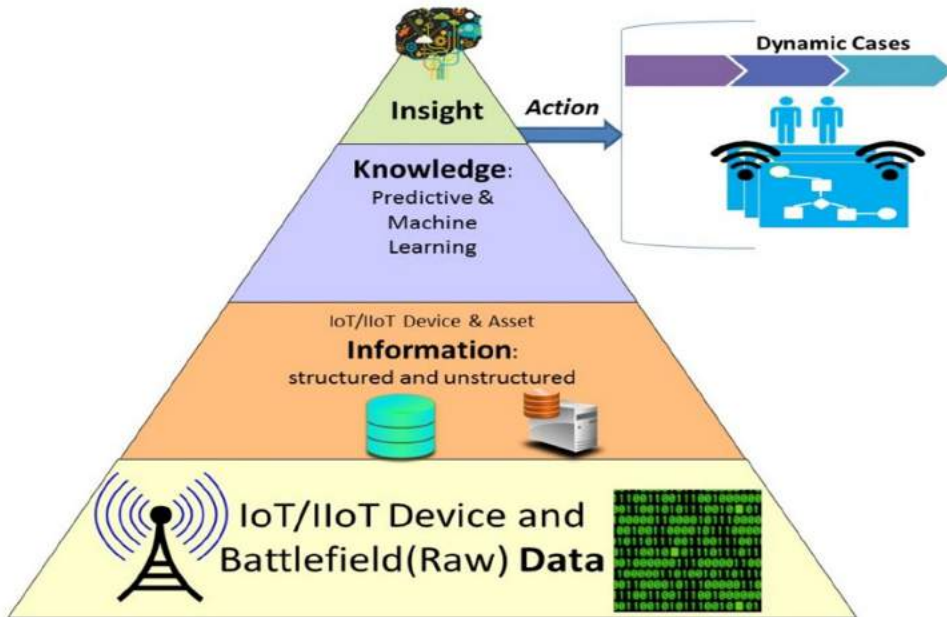 Insight
Action
Dynamic Cases
Knowledge:
Predictive &
Machine
Learning
IoT/IIoT Device & Asset
Information:
structured and unstructured
IoT/IIoT Device and
Battlefield(Raw) Data